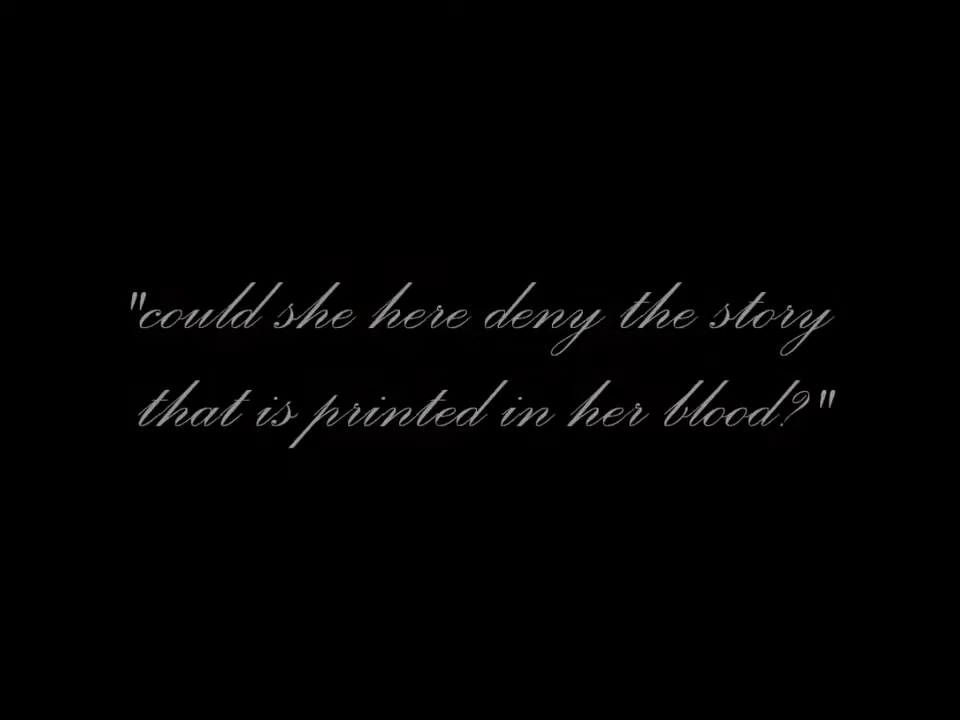 "could she here deny the story
that is printed in her blood?"